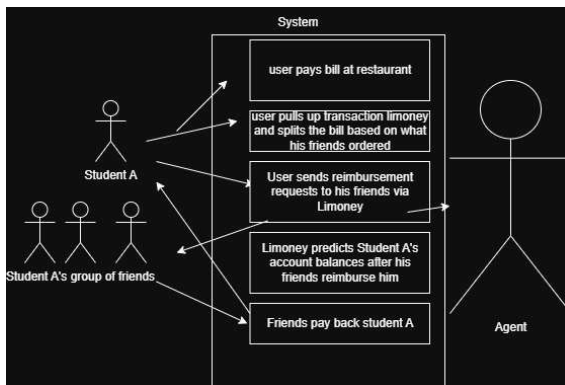 System
user pays bill at restaurant
user pulls up transaction limoney
and splits the bill based on what
his friends ordered
Student A
User sends reimbursement
requests to his friends via
Limoney
Limoney predicts Student A's
account balances after his
friends reimburse him
Student A's group of friends
Friends pay back student A
Agent